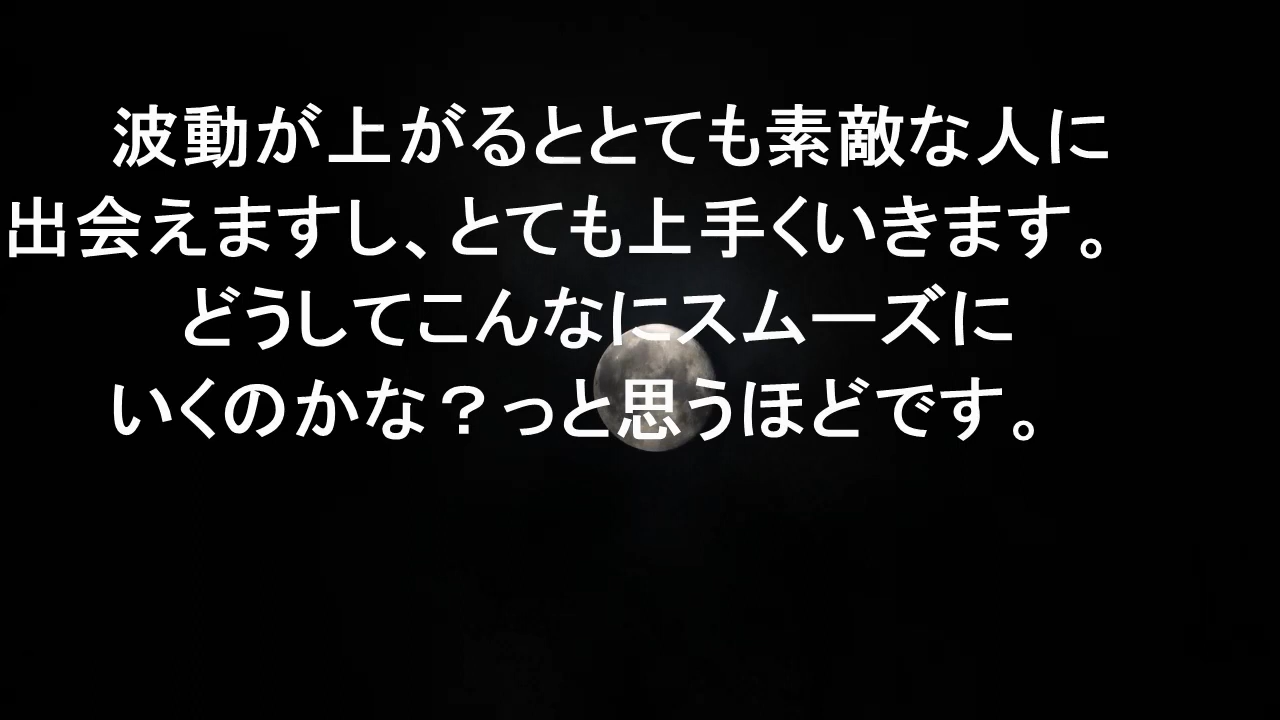 波動が上がるととても素敵な人に
出会えますし、とても上手くいきます。
どうしてこんなにスムーズに
いくのかな？っと思うほどです。